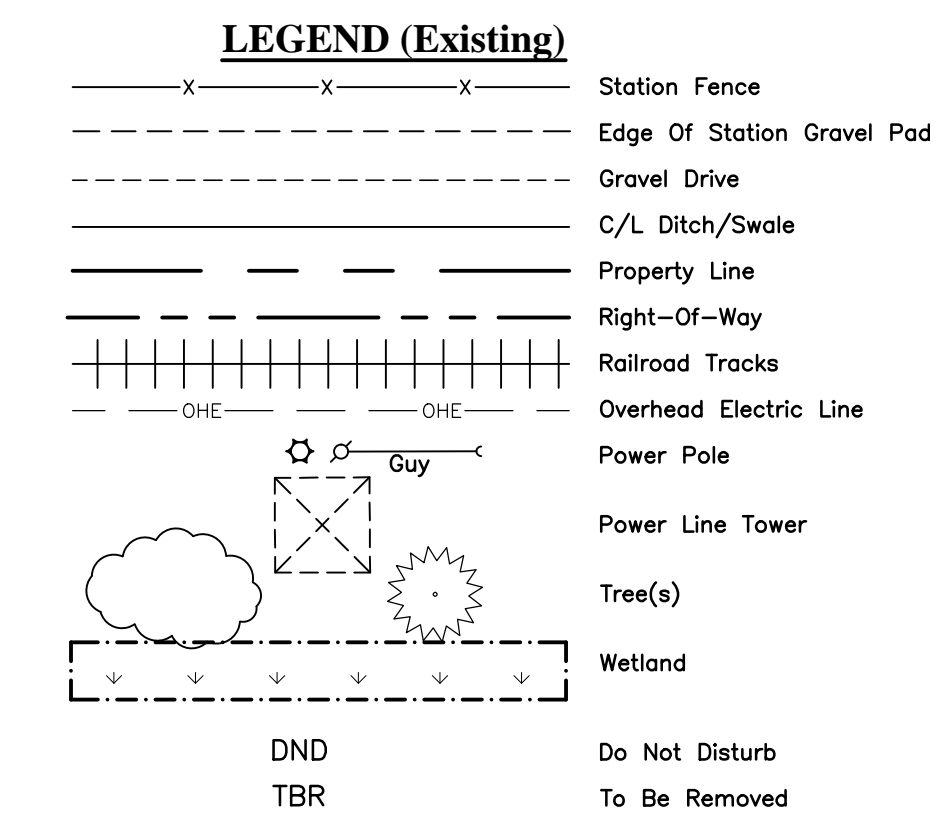 LEGEND (Existing)
X X X Station Fence
Edge Of Station Gravel Pad
Gravel Drive
C/L Ditch/Swale
Property Line
Right-Of-Way
Railroad Tracks
OHE OHE Overhead Electric Line
Guy Power Pole
Power Line Tower
Tree(s)
Wetland
DND Do Not Disturb
TBR To Be Removed